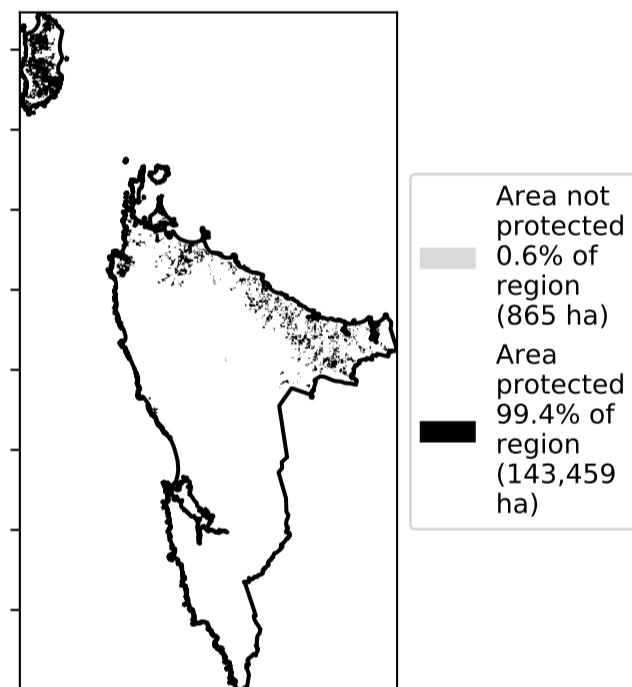 Area not
protected
0.6% of
region
(865 ha)
Area
protected
99.4% of
region
(143,459
ha)